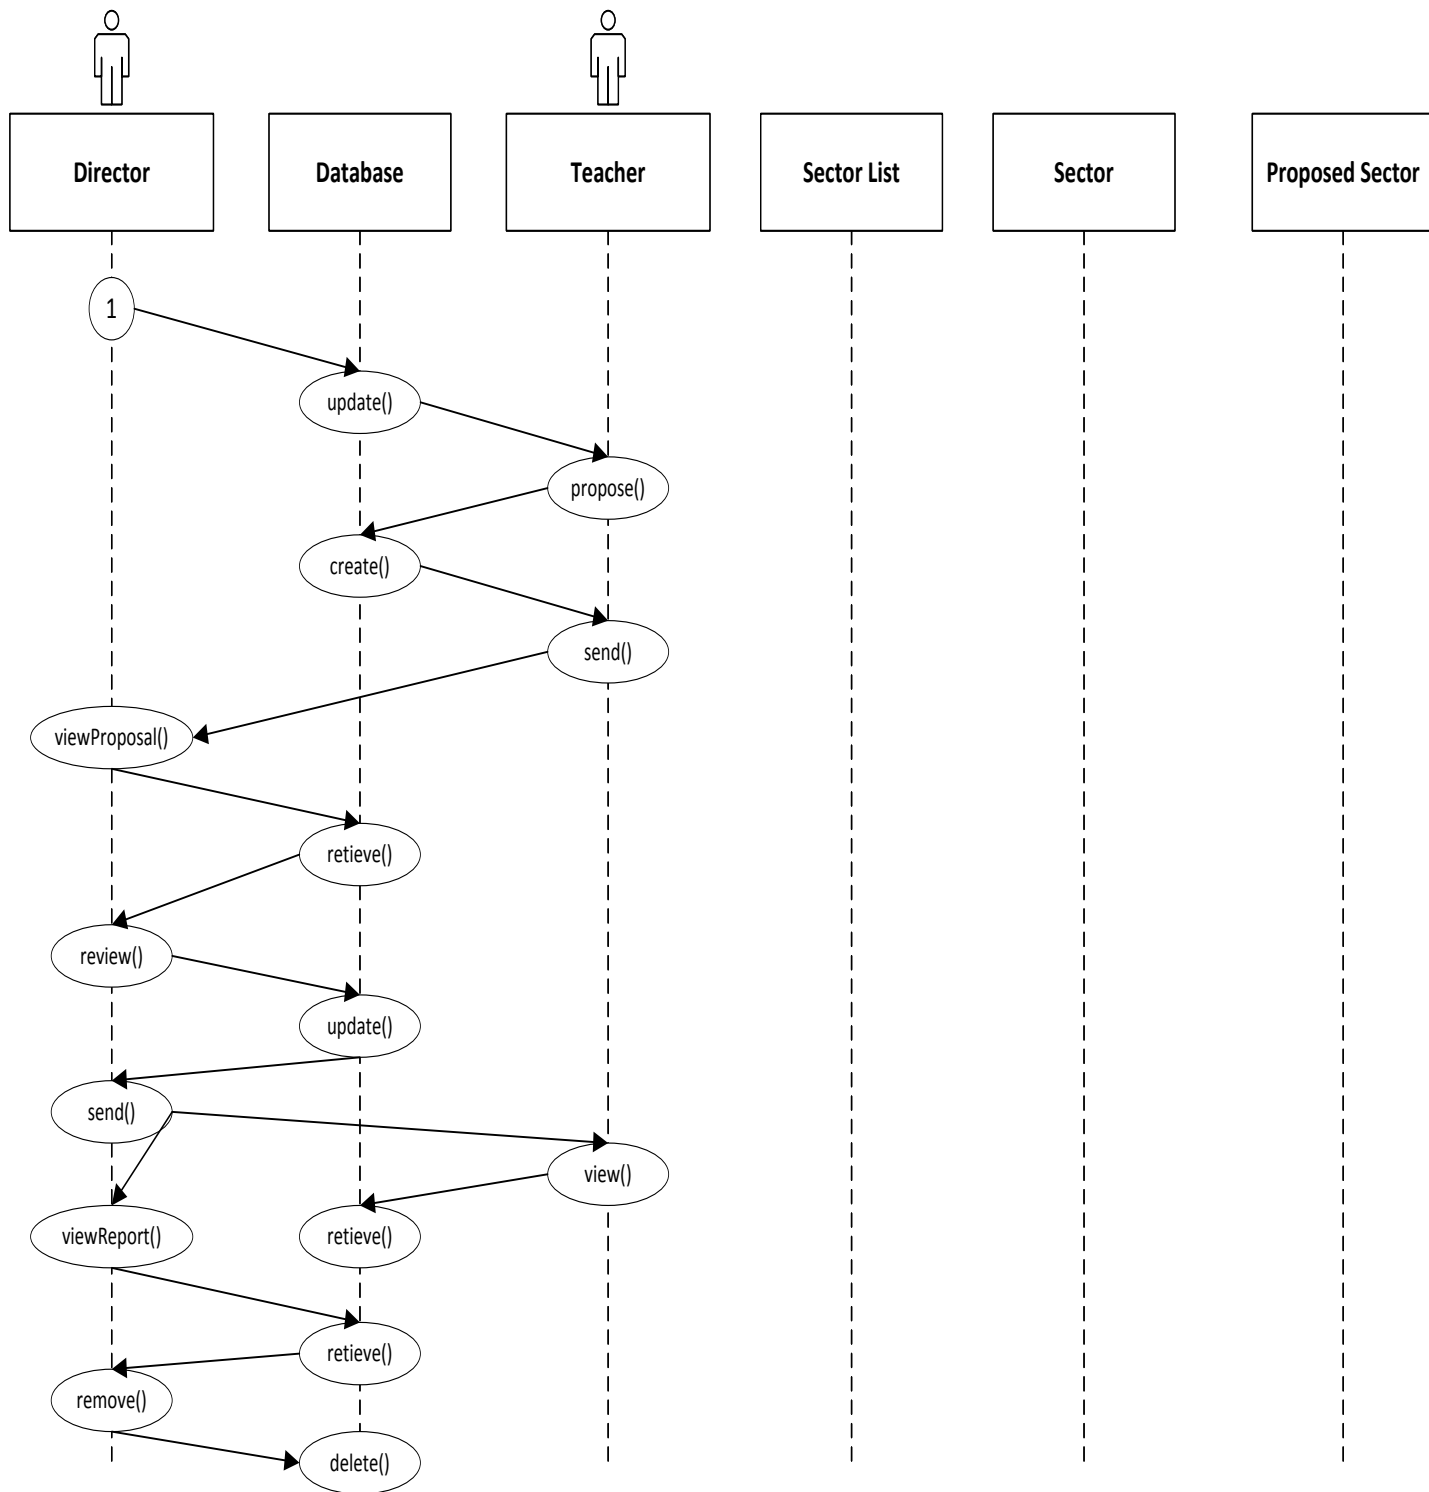 Director
Database
Teacher
Sector List
Sector
Proposed Sector
1
update()
propose()
create()
send()
viewProposal()
retieve()
review()
update()
send()
view()
viewReport()
retieve()
retieve()
remove()
delete()